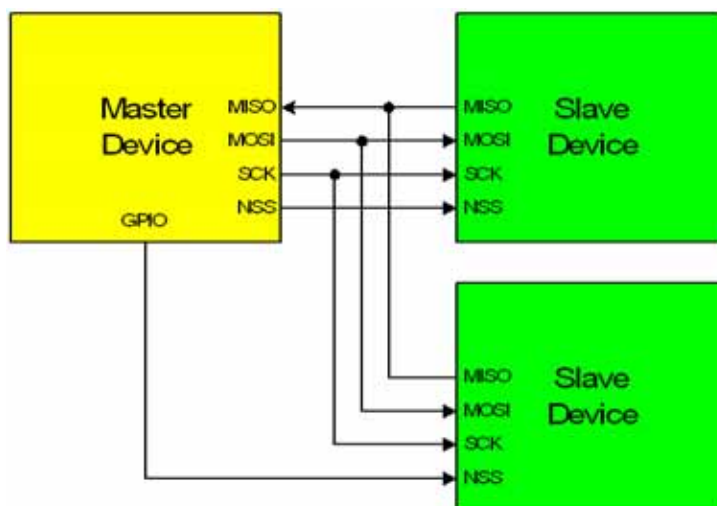 Master
Device
MISO
MOSI
SCK
NSS
GPIO
MISO
MOSI
SCK
NSS
Slave
Device
MISO
MOSI
SCK
NSS
Slave
Device